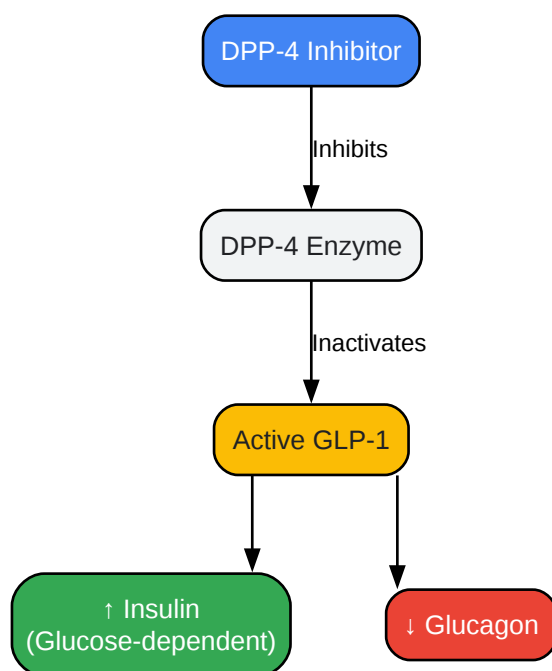 DPP-4 Inhibitor
Inhibits
DPP-4 Enzyme
Inactivates
Active GLP-1
↑ Insulin
(Glucose-dependent)
↓ Glucagon